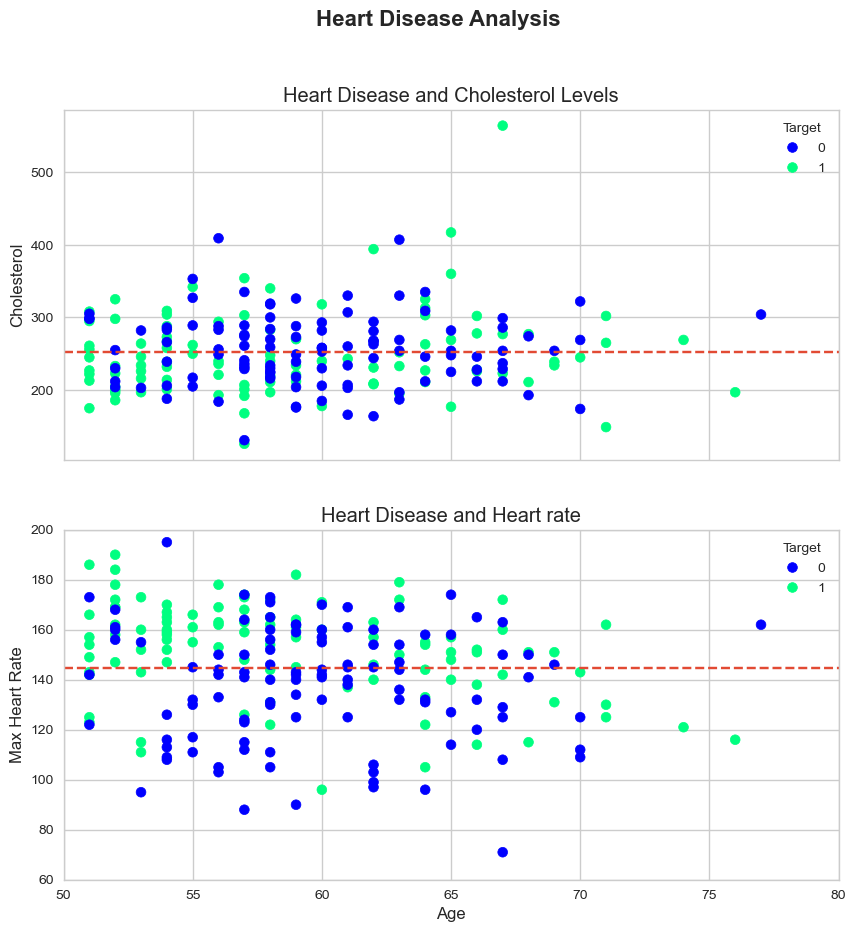 Heart Disease Analysis
Heart Disease and Cholesterol Levels
Target
0
1
500
400
300
200
Cholesterol
Heart Disease and Heart rate
Target
0
1
200
180
160
140
120
100
80
60
Max Heart Rate
50 55 60 65 70 75 80
Age